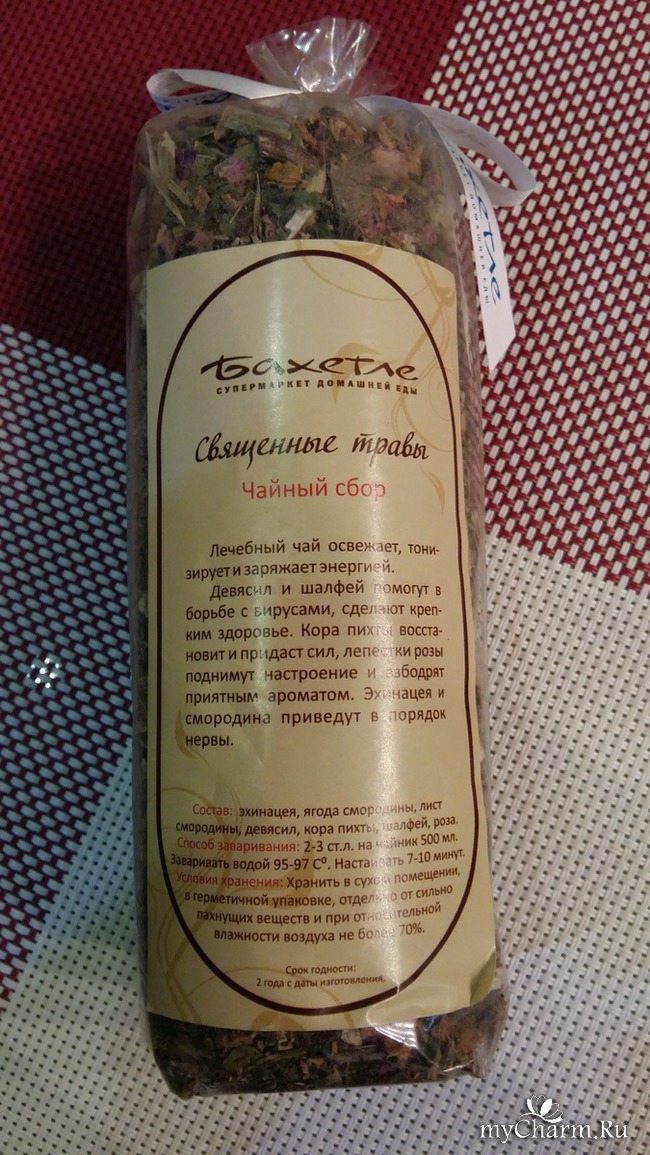 Бахетле
СУПЕРМАРКЕТ ДОМАШНЕЙ ЕДЫ
Священные травы
Чайный сбор
Лечебный чай освежает, тони-
зирует и заряжает энергией.
Девясил и шалфей помогут в
борьбе с вирусами, сделают креп-
ким здоровье. Кора пихты восста-
новит и придаст сил, лепестки розы
поднимут настроение и взбодрят
приятным ароматом. Эхинацея и
смородина приведут в порядок
нервы.
Состав: эхинацея, ягода смородины, лист
смородины, девясил, кора пихты, шалфей, роза.
Способ заваривания: 2-3 ст.л. на чайник 500 мл.
Заваривать водой 95-97 С⁰. Настаивать 7-10 минут.
Условия хранения: Хранить в сухом помещении,
в герметичной упаковке, отдельно от сильно
пахнущих веществ и при относительной
влажности воздуха не более 70%.
Срок годности:
2 года с даты изготовления.
myCharm.Ru